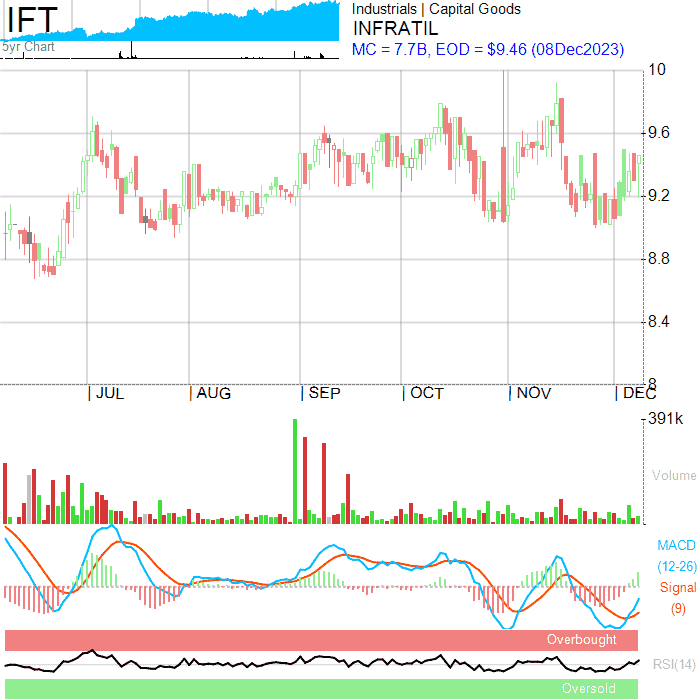 IFT
5yr Chart
Industrials | Capital Goods
INFRATIL
MC = 7.7B, EOD = $9.46 (08Dec2023)
10
9.6
9.2
8.8
8.4
8
| JUL | AUG | SEP | OCT | NOV | DEC
391k
Volume
MACD
(12-26)
Signal
(9)
Overbought
RSI(14)
Oversold